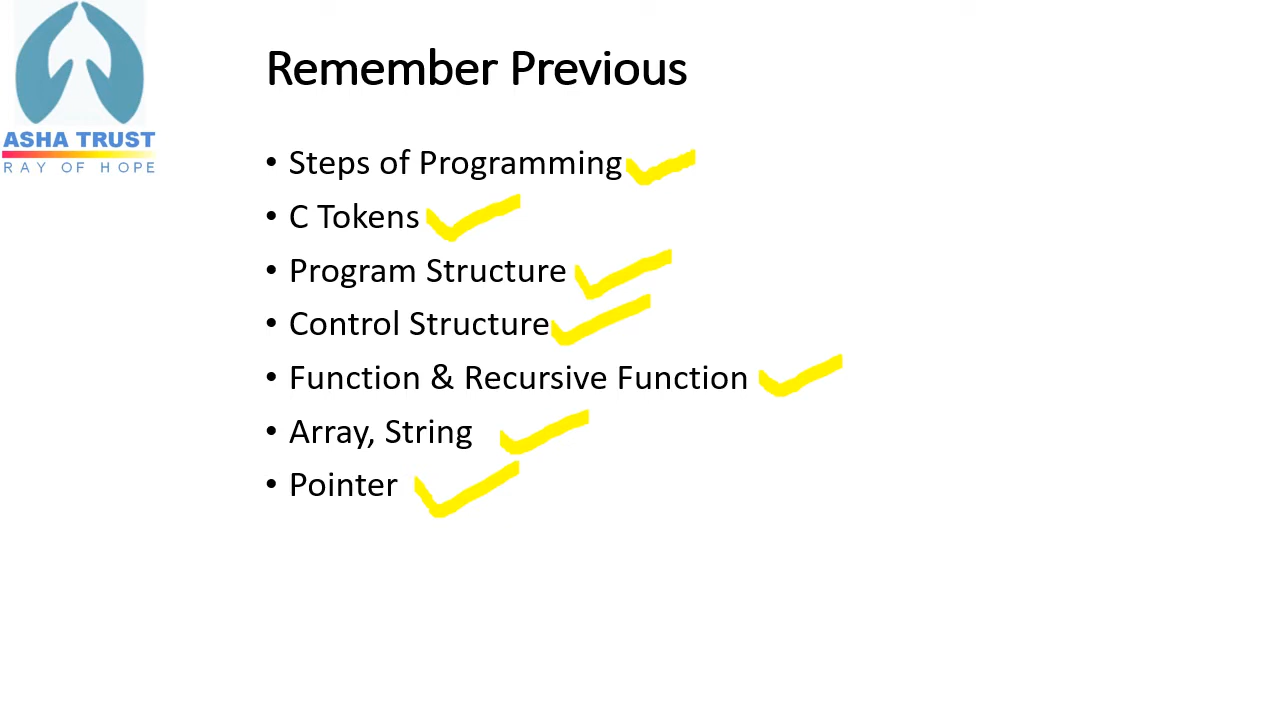 ASHA TRUST
RAY OF HOPE
Remember Previous
• Steps of Programming
• C Tokens
• Program Structure
• Control Structure
• Function & Recursive Function
• Array, String
• Pointer